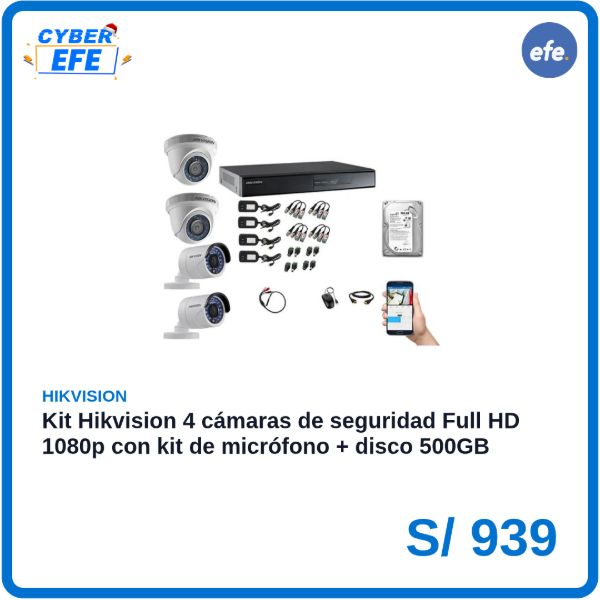 CYBER
EFE
efe.
HIKVISION
Kit Hikvision 4 cámaras de seguridad Full HD
1080p con kit de micrófono + disco 500GB
S/ 939